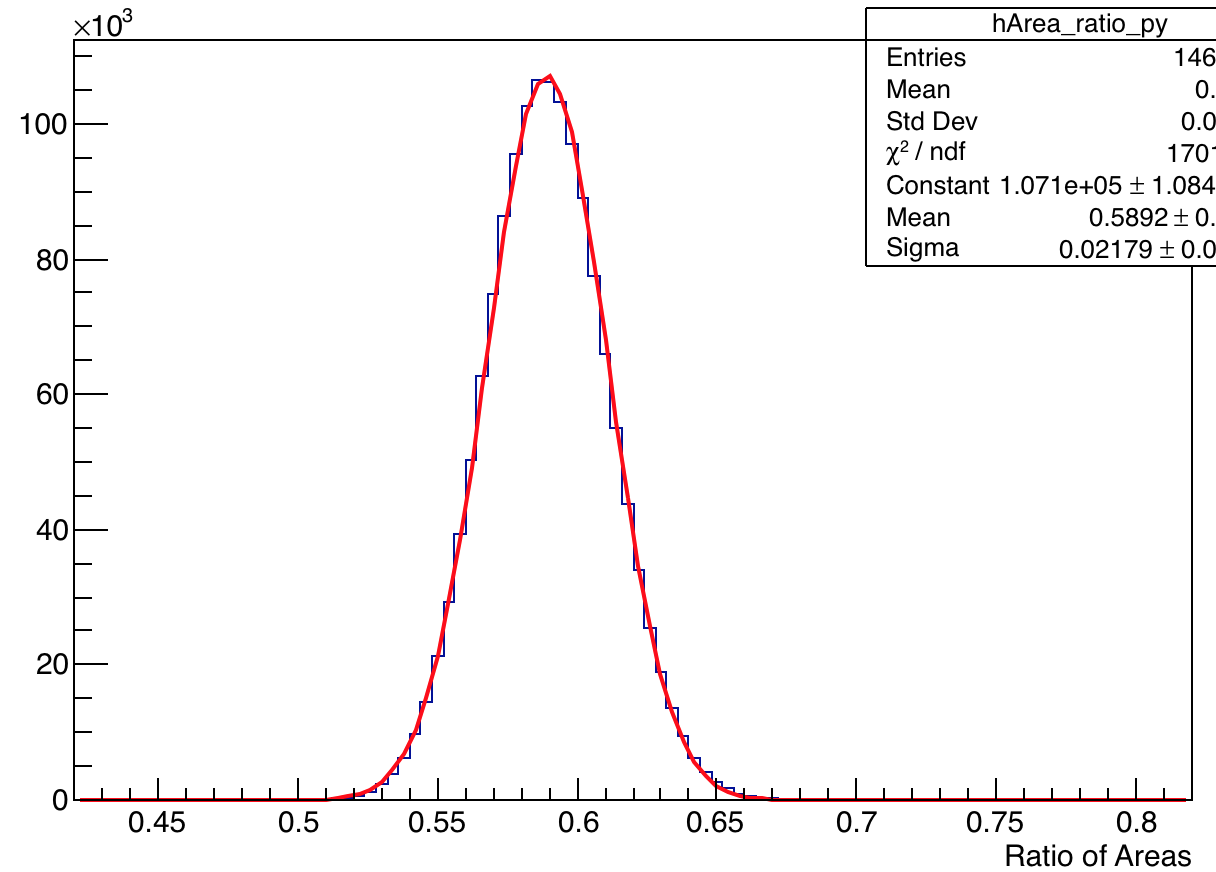 ×10³
hArea_ratio_py
Entries 146
Mean 0.
Std Dev 0.0
χ² / ndf 1701
Constant 1.071e+05 ± 1.084
Mean 0.5892 ± 0.
Sigma 0.02179 ± 0.0
100
80
60
40
20
0
0.45 0.5 0.55 0.6 0.65 0.7 0.75 0.8
Ratio of Areas